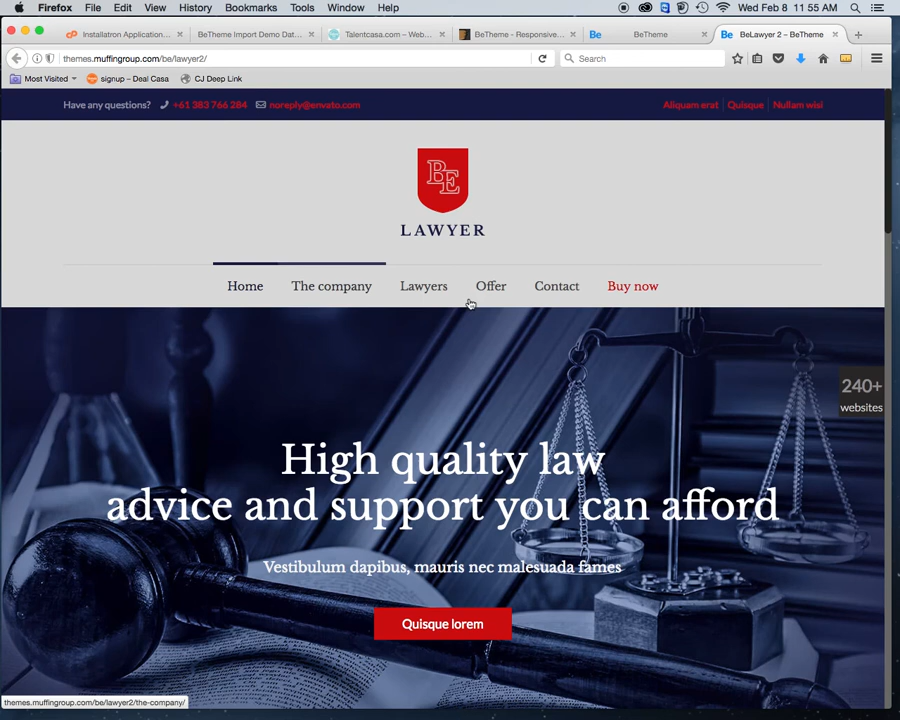 Firefox File Edit View History Bookmarks Tools Window Help Wed Feb 8 11 55 AM
Installatron Application... BeTheme Import Demo Dat... Talentcasa.com – Web... BeTheme - Responsive... Be BeTheme Be BeLawyer 2 – BeTheme
themes.muffingroup.com/be/lawyer2/ Search
Most Visited signup – Deal Casa CJ Deep Link
Have any questions? +61 383 766 284 noreply@envato.com Aliquam erat Quisque Nullam wisi
BE
LAWYER
Home The company Lawyers Offer Contact Buy now
240+
websites
High quality law
advice and support you can afford
Vestibulum dapibus, mauris nec malesuada fames
Quisque lorem
themes.muffingroup.com/be/lawyer2/the-company/